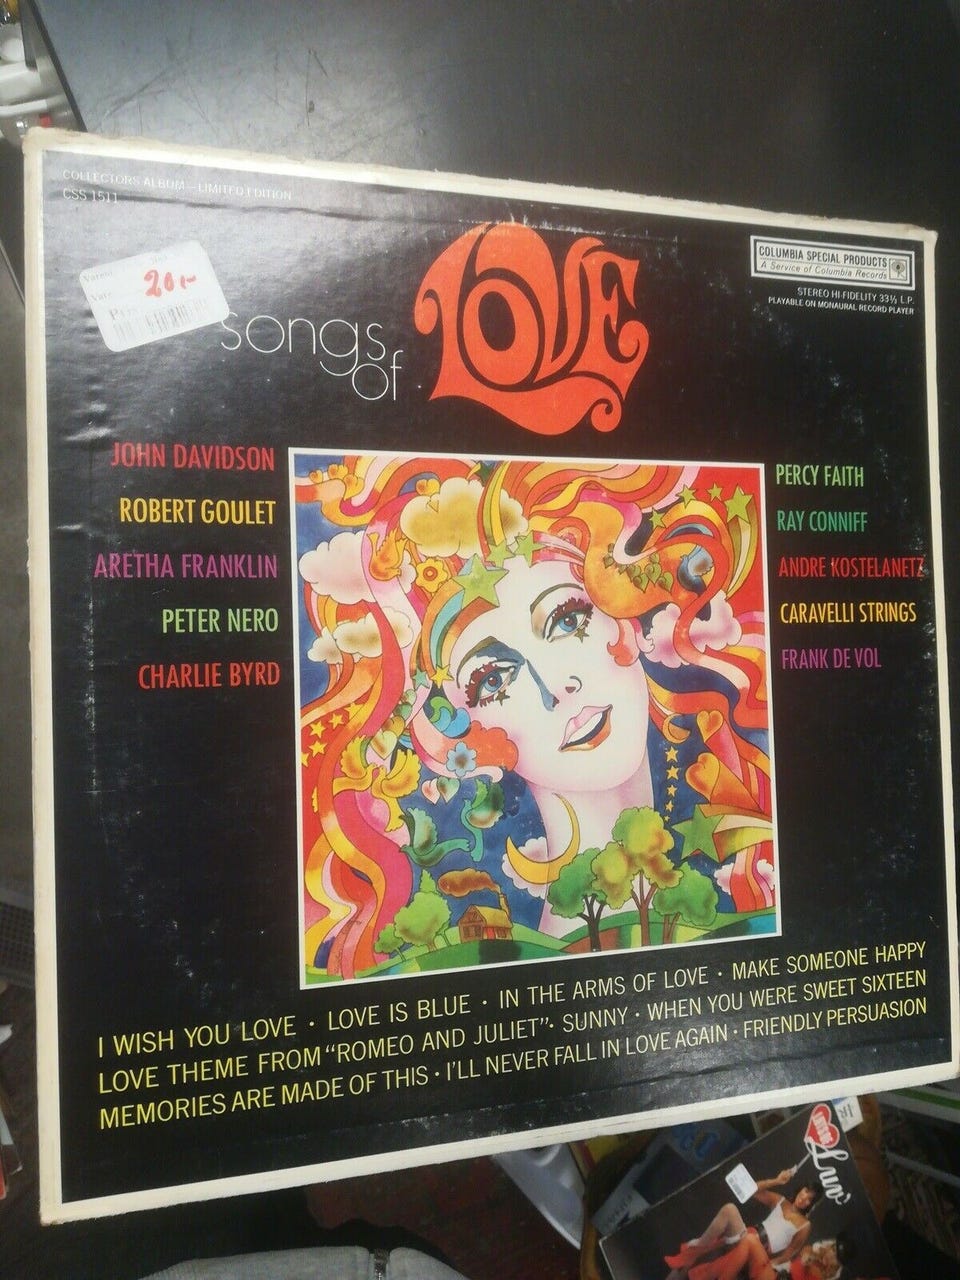 COLLECTORS ALBUM—LIMITED EDITION
CSS 1511
20,-
songs
of
LOVE
COLUMBIA SPECIAL PRODUCTS
A Service of Columbia Records
STEREO HI-FIDELITY 33⅓ L.P.
PLAYABLE ON MONAURAL RECORD PLAYER
JOHN DAVIDSON
ROBERT GOULET
ARETHA FRANKLIN
PETER NERO
CHARLIE BYRD
PERCY FAITH
RAY CONNIFF
ANDRE KOSTELANETZ
CARAVELLI STRINGS
FRANK DE VOL
I WISH YOU LOVE · LOVE IS BLUE · IN THE ARMS OF LOVE · MAKE SOMEONE HAPPY
LOVE THEME FROM "ROMEO AND JULIET" · SUNNY · WHEN YOU WERE SWEET SIXTEEN
MEMORIES ARE MADE OF THIS · I'LL NEVER FALL IN LOVE AGAIN · FRIENDLY PERSUASION
Luv'